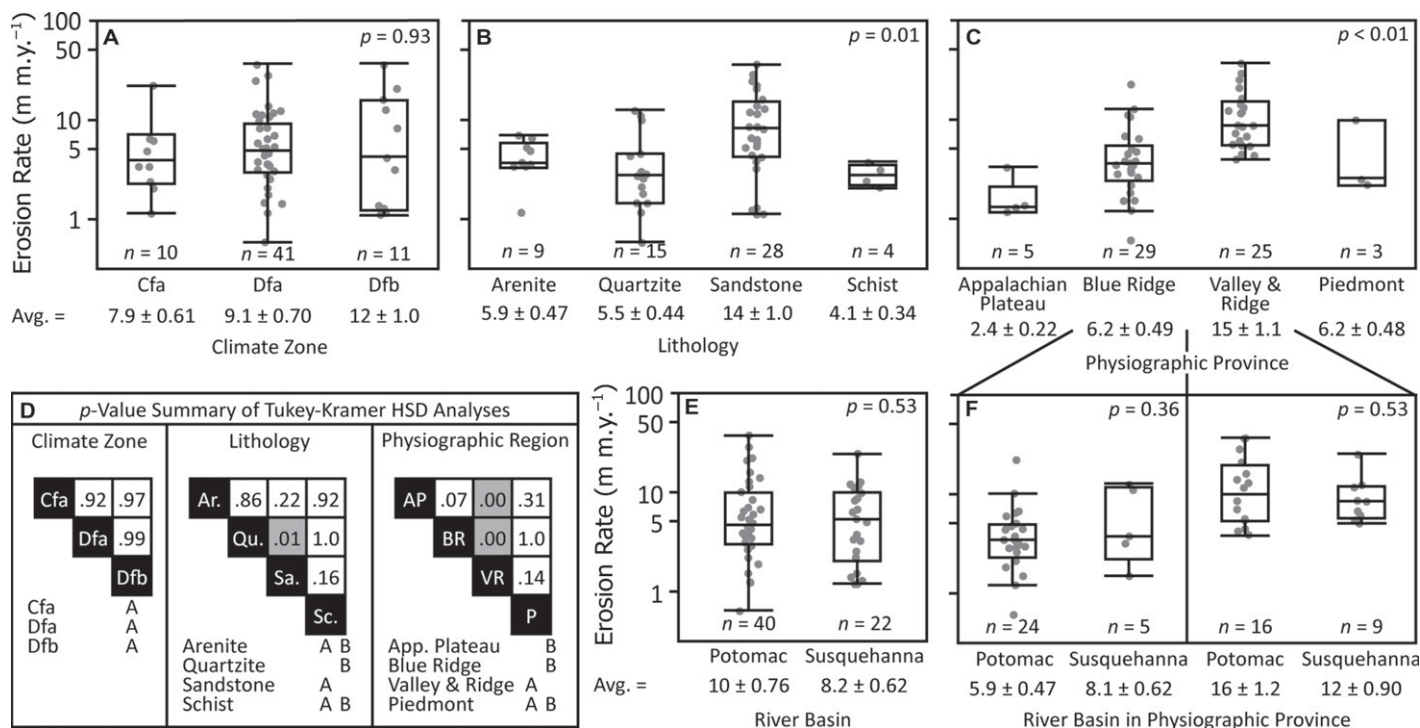 A
p = 0.93
Erosion Rate (m m.y.⁻¹)
100
50
10
5
1
n = 10
n = 41
n = 11
Cfa
Dfa
Dfb
Avg. =
7.9 ± 0.61
9.1 ± 0.70
12 ± 1.0
Climate Zone
B
p = 0.01
n = 9
n = 15
n = 28
n = 4
Arenite
Quartzite
Sandstone
Schist
5.9 ± 0.47
5.5 ± 0.44
14 ± 1.0
4.1 ± 0.34
Lithology
C
p < 0.01
n = 5
n = 29
n = 25
n = 3
Appalachian
Plateau
Blue Ridge
Valley &
Ridge
Piedmont
2.4 ± 0.22
6.2 ± 0.49
15 ± 1.1
6.2 ± 0.48
Physiographic Province
D
p-Value Summary of Tukey-Kramer HSD Analyses
Climate Zone
Cfa .92 .97
Dfa .99
Dfb
Cfa A
Dfa A
Dfb A
Lithology
Ar. .86 .22 .92
Qu. .01 1.0
Sa. .16
Sc.
Arenite A B
Quartzite B
Sandstone A
Schist A B
Physiographic Region
AP .07 .00 .31
BR .00 1.0
VR .14
P
App. Plateau B
Blue Ridge B
Valley & Ridge A
Piedmont A B
E
p = 0.53
Erosion Rate (m m.y.⁻¹)
100
50
10
5
1
n = 40
n = 22
Potomac
Susquehanna
Avg. =
10 ± 0.76
8.2 ± 0.62
River Basin
F
p = 0.36
p = 0.53
n = 24
n = 5
n = 16
n = 9
Potomac
Susquehanna
Potomac
Susquehanna
5.9 ± 0.47
8.1 ± 0.62
16 ± 1.2
12 ± 0.90
River Basin in Physiographic Province